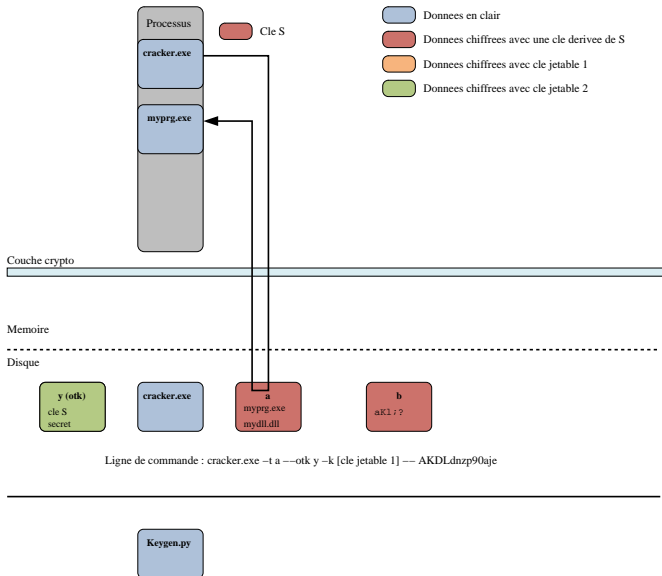 Processus
cracker.exe
myprg.exe
Cle S
Donnees en clair
Donnees chiffrees avec une cle derivee de S
Donnees chiffrees avec cle jetable 1
Donnees chiffrees avec cle jetable 2
Couche crypto
Memoire
Disque
y (otk)
cle S
secret
cracker.exe
a
myprg.exe
mydll.dll
b
aKl;?
Ligne de commande : cracker.exe −t a −−otk y −k [cle jetable 1] −− AKDLdnzp90aje
Keygen.py